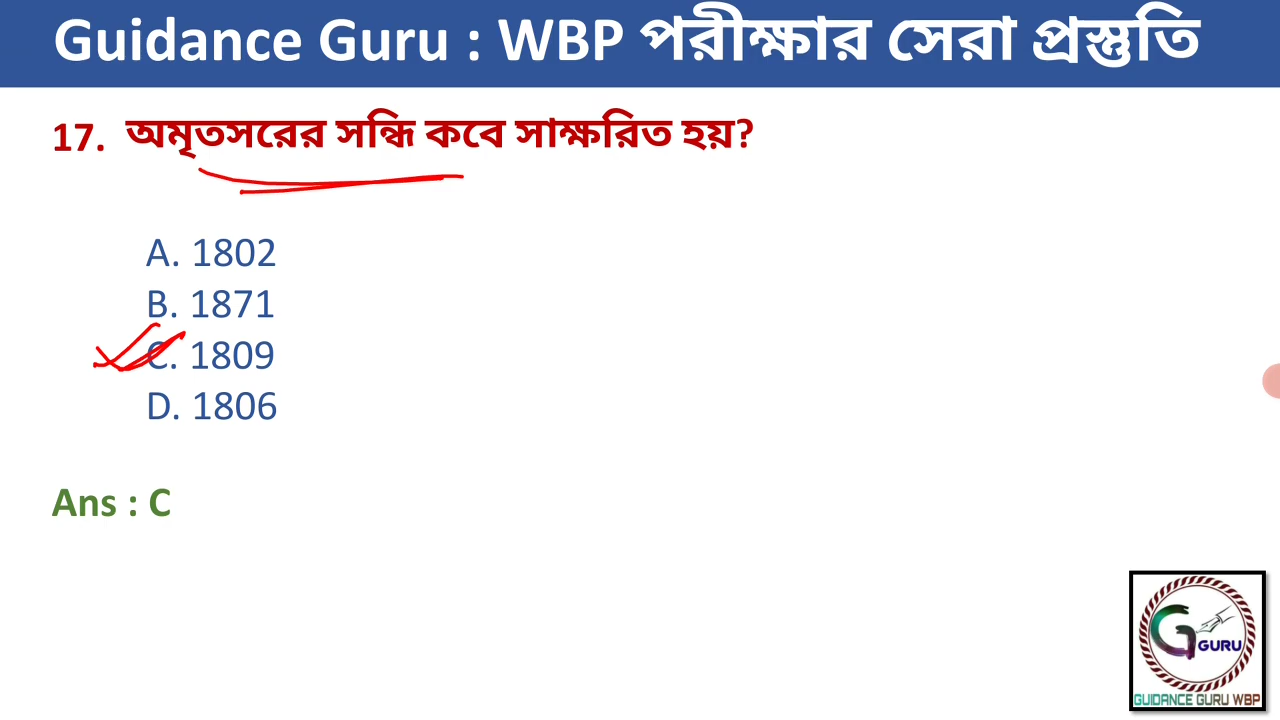 Guidance Guru : WBP পরীক্ষার সেরা প্রস্তুতি
17. অমৃতসরের সন্ধি কবে সাক্ষরিত হয়?
A. 1802
B. 1871
C. 1809
D. 1806
Ans : C
G GURU
GUIDANCE GURU WBP